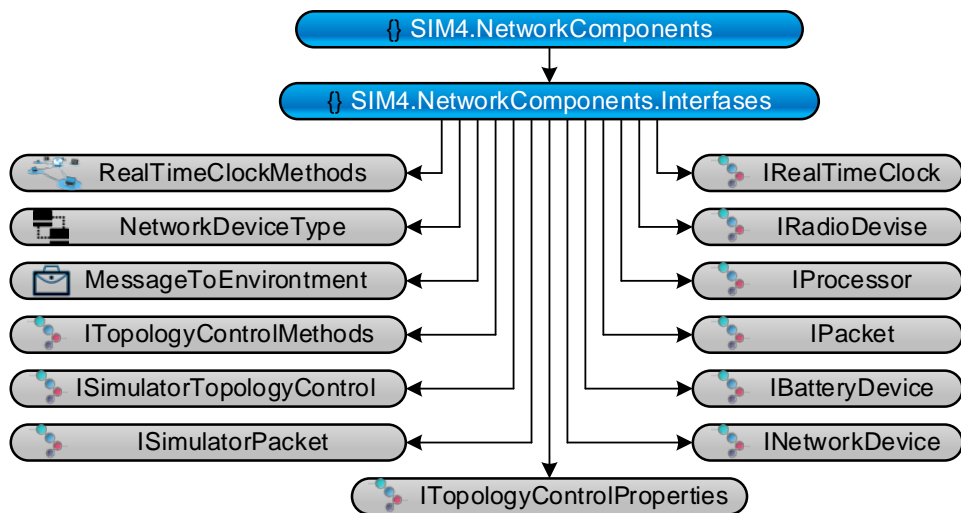 {} SIM4.NetworkComponents
{} SIM4.NetworkComponents.Interfases
RealTimeClockMethods
NetworkDeviceType
MessageToEnvirontment
ITopologyControlMethods
ISimulatorTopologyControl
ISimulatorPacket
IRealTimeClock
IRadioDevise
IProcessor
IPacket
IBatteryDevice
INetworkDevice
ITopologyControlProperties